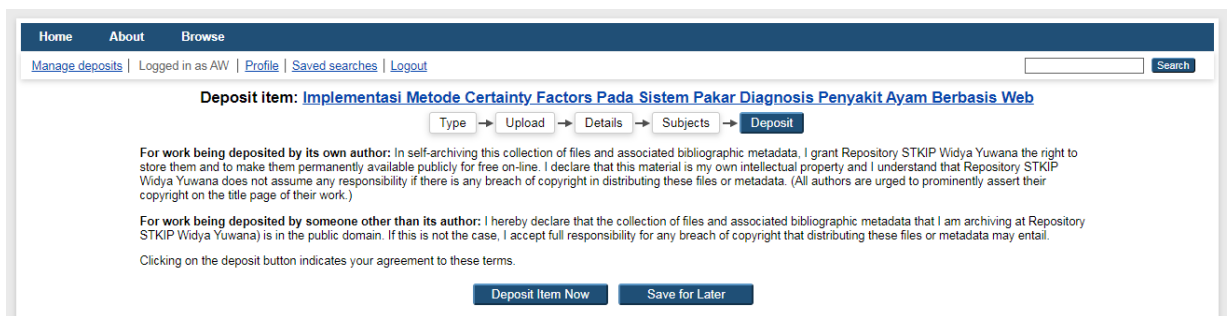 Home About Browse
Manage deposits | Logged in as AW | Profile | Saved searches | Logout Search
Deposit item: Implementasi Metode Certainty Factors Pada Sistem Pakar Diagnosis Penyakit Ayam Berbasis Web
Type → Upload → Details → Subjects → Deposit
For work being deposited by its own author: In self-archiving this collection of files and associated bibliographic metadata, I grant Repository STKIP Widya Yuwana the right to
store them and to make them permanently available publicly for free on-line. I declare that this material is my own intellectual property and I understand that Repository STKIP
Widya Yuwana does not assume any responsibility if there is any breach of copyright in distributing these files or metadata. (All authors are urged to prominently assert their
copyright on the title page of their work.)
For work being deposited by someone other than its author: I hereby declare that the collection of files and associated bibliographic metadata that I am archiving at Repository
STKIP Widya Yuwana) is in the public domain. If this is not the case, I accept full responsibility for any breach of copyright that distributing these files or metadata may entail.
Clicking on the deposit button indicates your agreement to these terms.
Deposit Item Now Save for Later